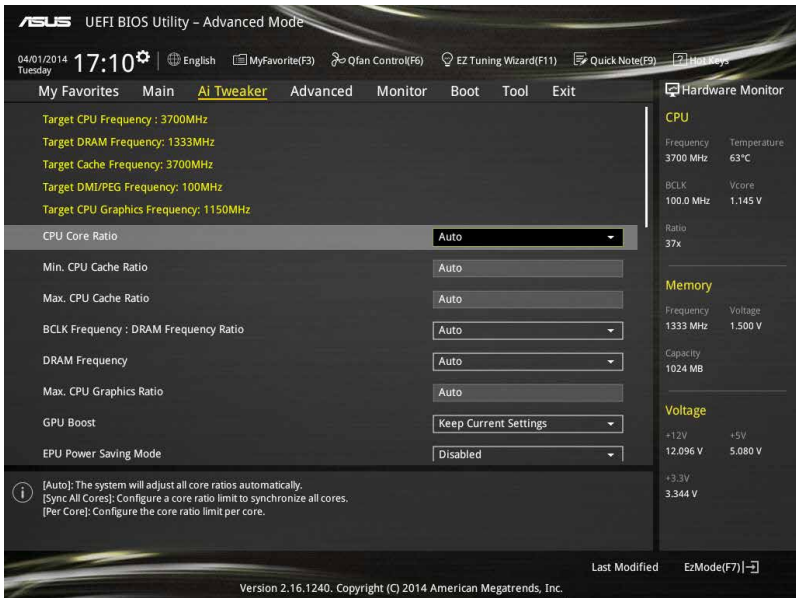 ASUS UEFI BIOS Utility – Advanced Mode
04/01/2014
Tuesday
17:10
English
MyFavorite(F3)
Qfan Control(F6)
EZ Tuning Wizard(F11)
Quick Note(F9)
? Hot Keys
My Favorites Main Ai Tweaker Advanced Monitor Boot Tool Exit
Target CPU Frequency : 3700MHz
Target DRAM Frequency: 1333MHz
Target Cache Frequency: 3700MHz
Target DMI/PEG Frequency: 100MHz
Target CPU Graphics Frequency: 1150MHz
CPU Core Ratio Auto
Min. CPU Cache Ratio Auto
Max. CPU Cache Ratio Auto
BCLK Frequency : DRAM Frequency Ratio Auto
DRAM Frequency Auto
Max. CPU Graphics Ratio Auto
GPU Boost Keep Current Settings
EPU Power Saving Mode Disabled
[Auto]: The system will adjust all core ratios automatically.
[Sync All Cores]: Configure a core ratio limit to synchronize all cores.
[Per Core]: Configure the core ratio limit per core.
Hardware Monitor
CPU
Frequency Temperature
3700 MHz 63°C
BCLK Vcore
100.0 MHz 1.145 V
Ratio
37x
Memory
Frequency Voltage
1333 MHz 1.500 V
Capacity
1024 MB
Voltage
+12V +5V
12.096 V 5.080 V
+3.3V
3.344 V
Last Modified EzMode(F7)
Version 2.16.1240. Copyright (C) 2014 American Megatrends, Inc.